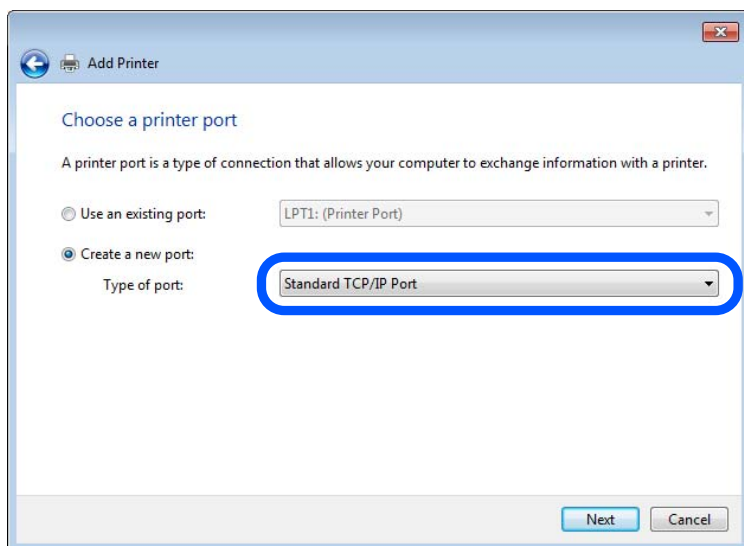 Add Printer
Choose a printer port
A printer port is a type of connection that allows your computer to exchange information with a printer.
Use an existing port: LPT1: (Printer Port)
Create a new port:
Type of port: Standard TCP/IP Port
Next Cancel